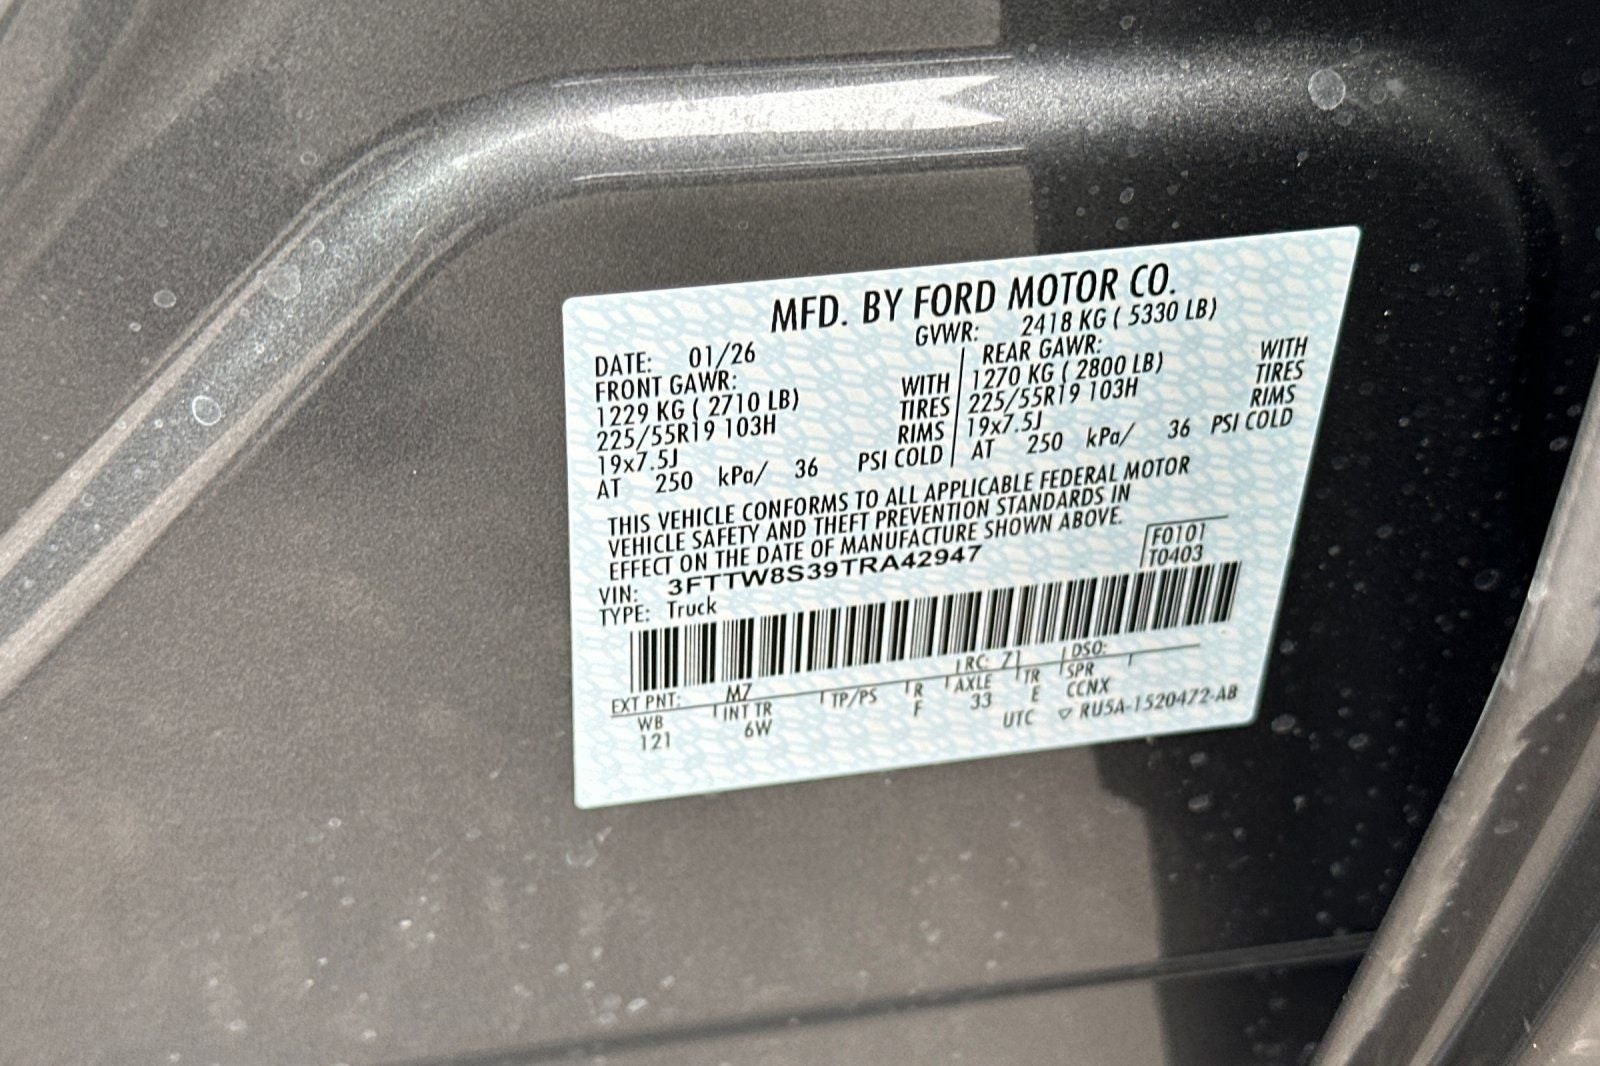 MFD. BY FORD MOTOR CO.
DATE: 01/26 GVWR: 2418 KG ( 5330 LB)
FRONT GAWR: REAR GAWR:
1229 KG ( 2710 LB) WITH 1270 KG ( 2800 LB) WITH
225/55R19 103H TIRES 225/55R19 103H TIRES
19x7.5J RIMS 19x7.5J RIMS
AT 250 kPa/ 36 PSI COLD AT 250 kPa/ 36 PSI COLD
THIS VEHICLE CONFORMS TO ALL APPLICABLE FEDERAL MOTOR
VEHICLE SAFETY AND THEFT PREVENTION STANDARDS IN
EFFECT ON THE DATE OF MANUFACTURE SHOWN ABOVE.
VIN: 3FTTW8S39TRA42947 F0101
TYPE: Truck T0403
EXT PNT: M7 RC: 71 DSO:
WB INT TR TP/PS R AXLE TR SPR
121 6W F 33 E CCNX
UTC ▽ RU5A-1520472-AB